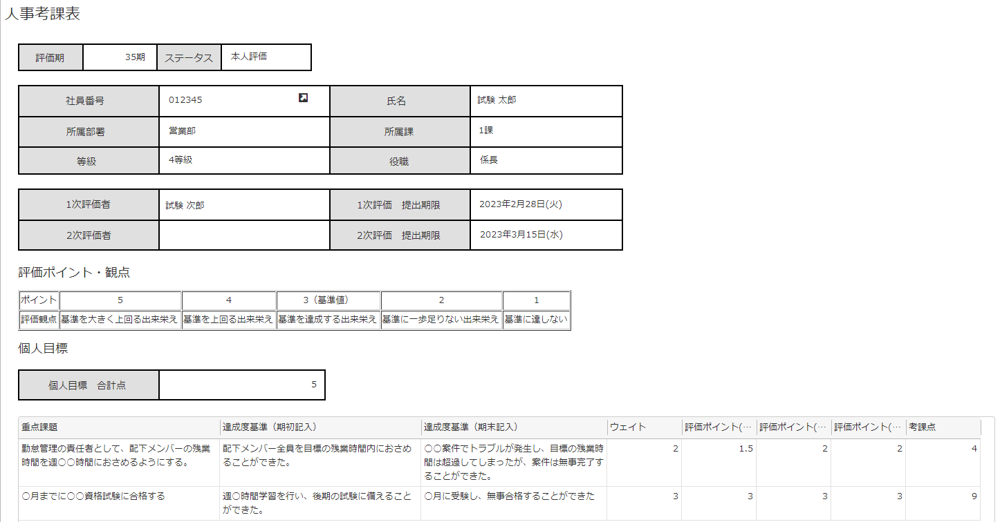 人事考課表
評価期 35期 ステータス 本人評価
社員番号 012345 氏名 試験 太郎
所属部署 営業部 所属課 1課
等級 4等級 役職 係長
1次評価者 試験 次郎 1次評価　提出期限 2023年2月28日(火)
2次評価者 2次評価　提出期限 2023年3月15日(水)
評価ポイント・観点
ポイント 5 4 3（基準値） 2 1
評価観点 基準を大きく上回る出来栄え 基準を上回る出来栄え 基準を達成する出来栄え 基準に一歩足りない出来栄え 基準に達しない
個人目標
個人目標　合計点 5
重点課題 達成度基準（期初記入） 達成度基準（期末記入） ウェイト 評価ポイント(… 評価ポイント(… 評価ポイント(… 考課点
勤怠管理の責任者として、配下メンバーの残業
時間を週○○時間におさめるようにする。
配下メンバー全員を目標の残業時間内におさめ
ることができた。
○○案件でトラブルが発生し、目標の残業時
間は超過してしまったが、案件は無事完了す
ることができた。
2 1.5 2 2 4
○月までに○○資格試験に合格する
週○時間学習を行い、後期の試験に備えること
ができた。
○月に受験し、無事合格することができた
3 3 3 3 9